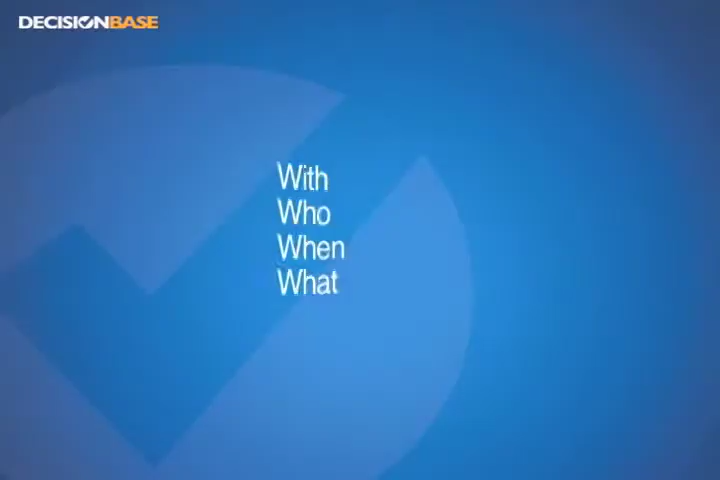 DECISIONBASE
With
Who
When
What